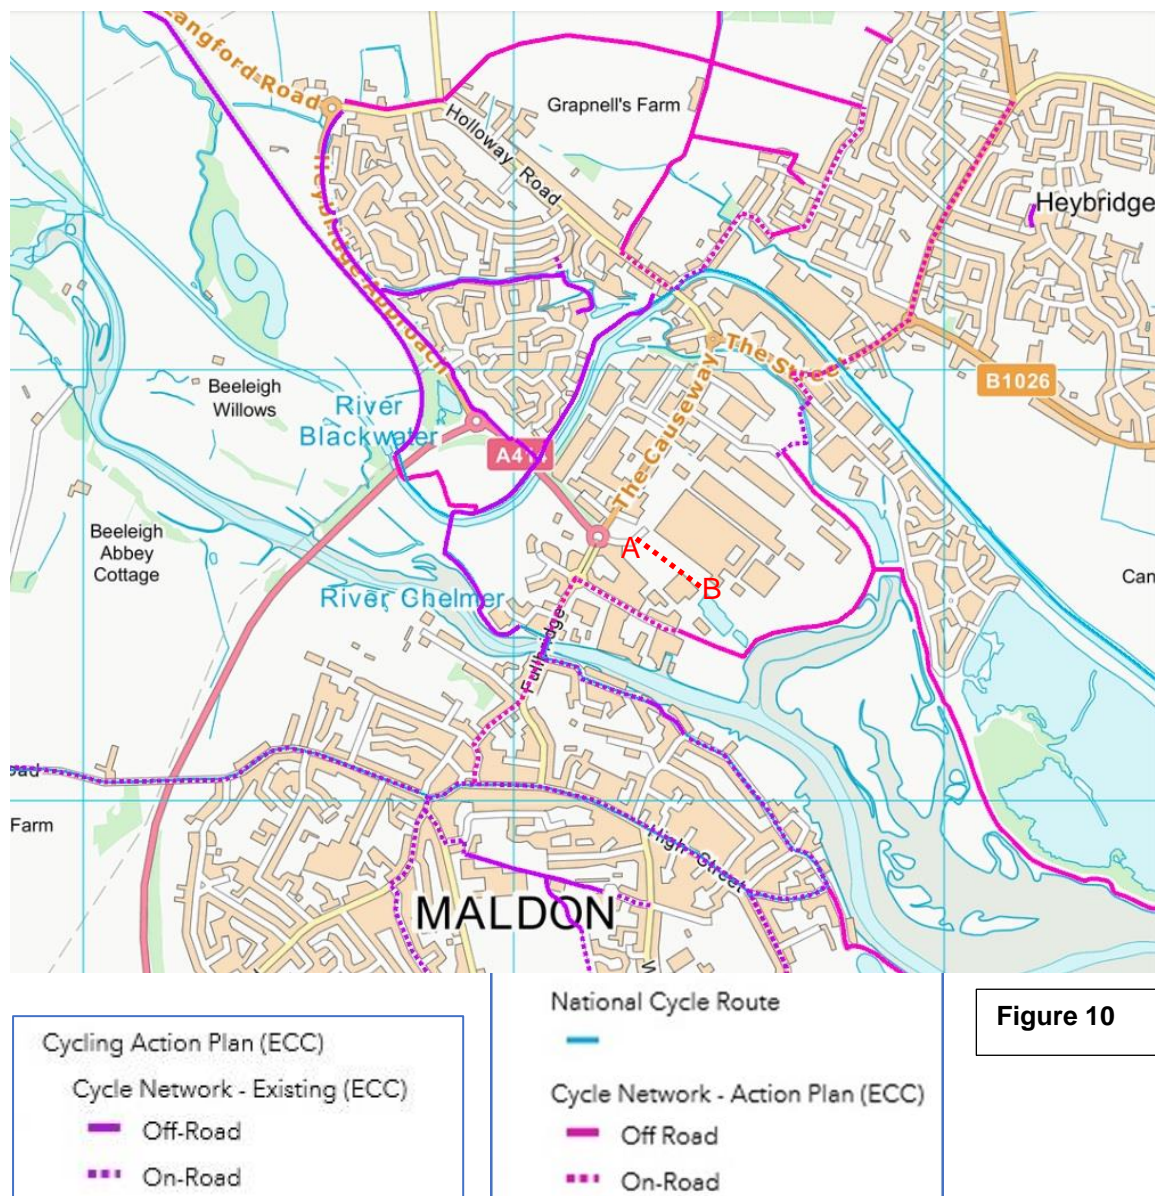 Langford Road
Grapnell's Farm
Holloway Road
Heybridge
Heybridge Approach
The Street
B1026
Beeleigh
Willows
River
Blackwater
A414
The Causeway
Beeleigh
Abbey
Cottage
A
B
River Chelmer
Fullbridge
Farm
High Street
MALDON
National Cycle Route
Figure 10
Cycling Action Plan (ECC)
Cycle Network - Existing (ECC)
Off-Road
On-Road
Cycle Network - Action Plan (ECC)
Off Road
On-Road